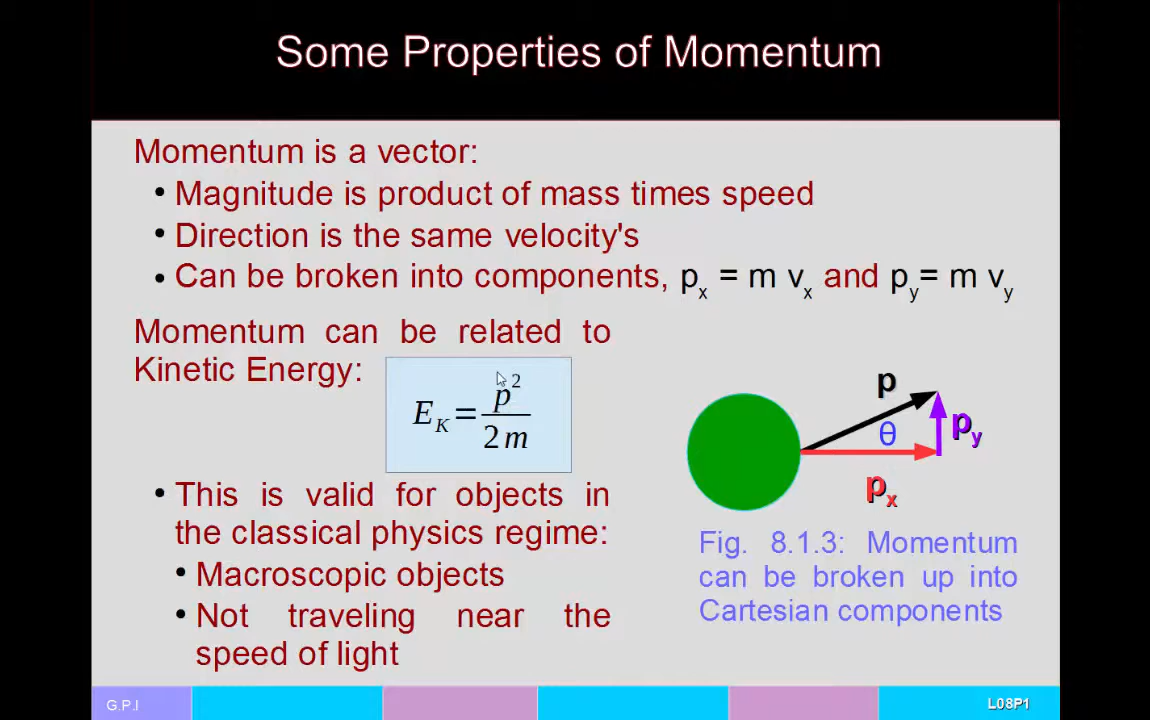 Some Properties of Momentum
Momentum is a vector:
• Magnitude is product of mass times speed
• Direction is the same velocity's
• Can be broken into components, pₓ = m vₓ and p_y= m v_y
Momentum can be related to
Kinetic Energy:
E_K = p²/2m
• This is valid for objects in
the classical physics regime:
• Macroscopic objects
• Not traveling near the
speed of light
p
θ
p_y
pₓ
Fig. 8.1.3: Momentum
can be broken up into
Cartesian components
G.P.I
L08P1